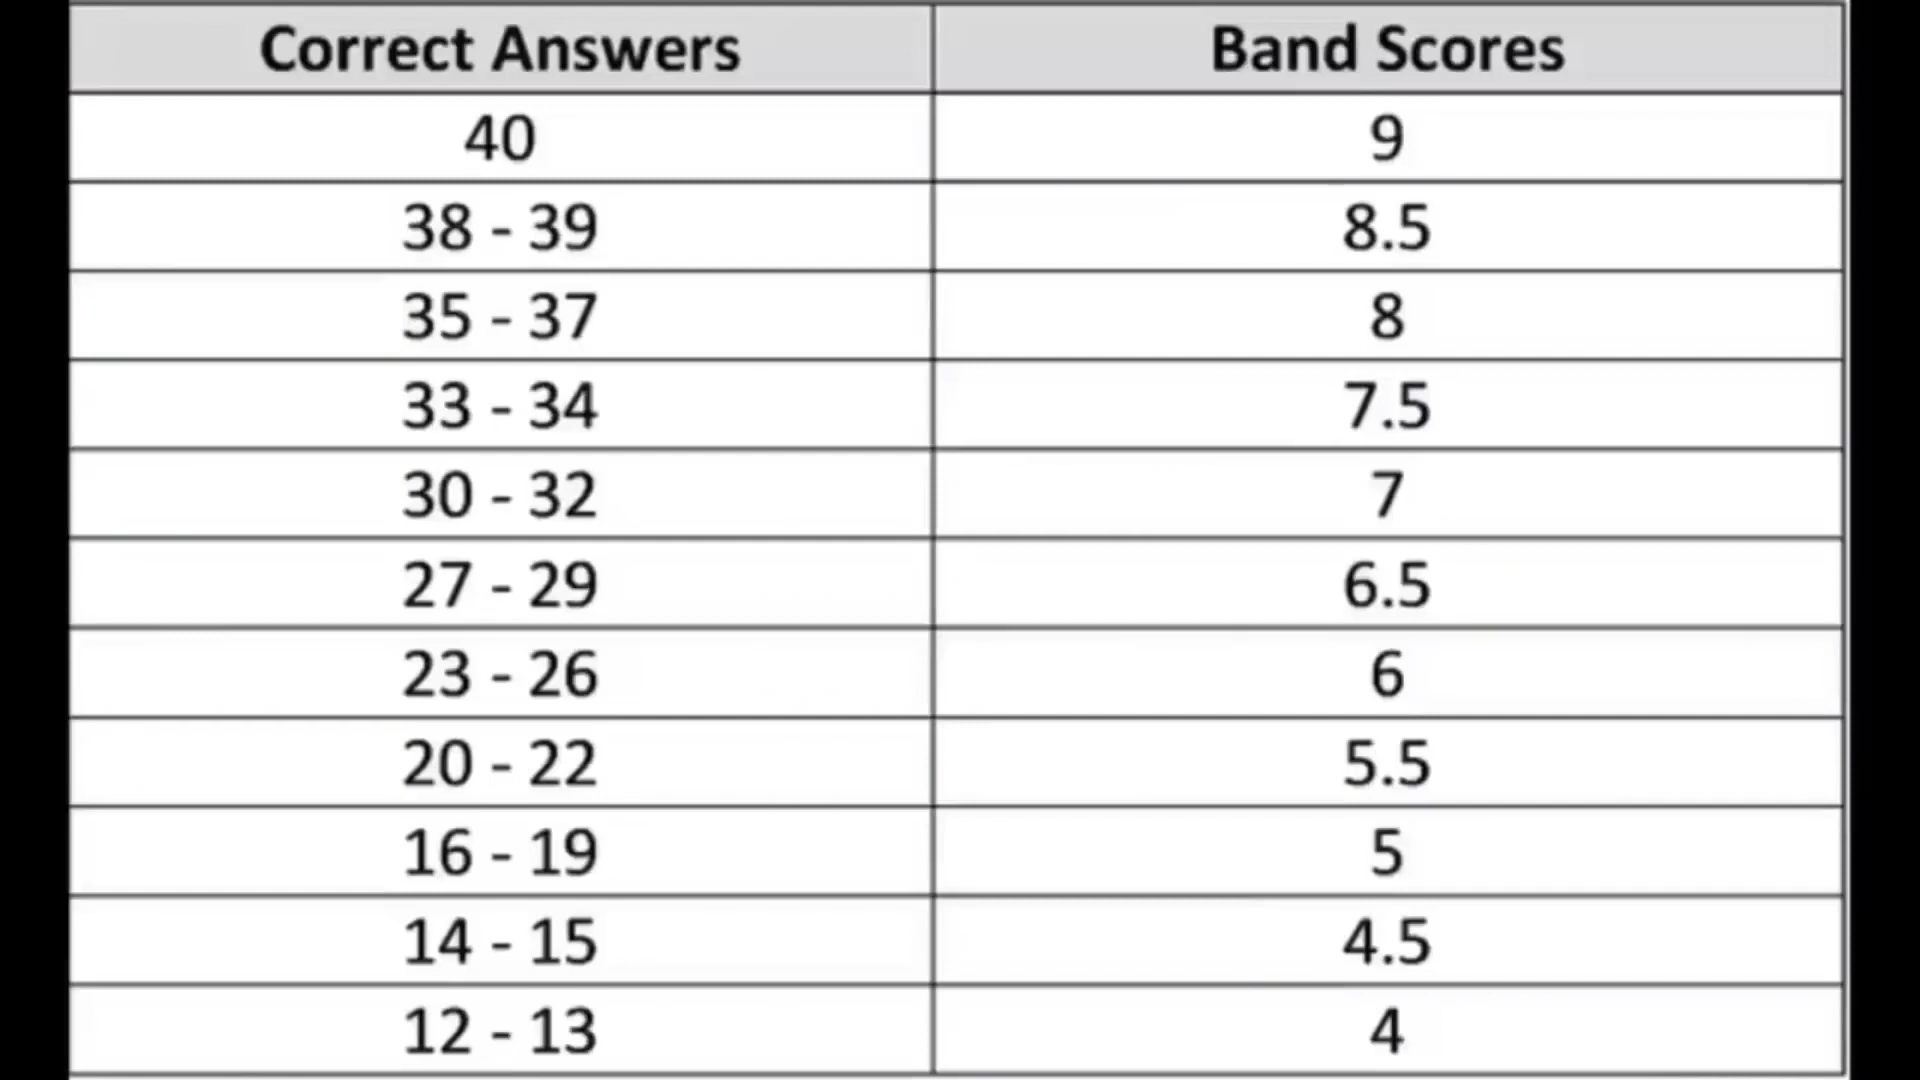 Correct Answers Band Scores
40 9
38 - 39 8.5
35 - 37 8
33 - 34 7.5
30 - 32 7
27 - 29 6.5
23 - 26 6
20 - 22 5.5
16 - 19 5
14 - 15 4.5
12 - 13 4